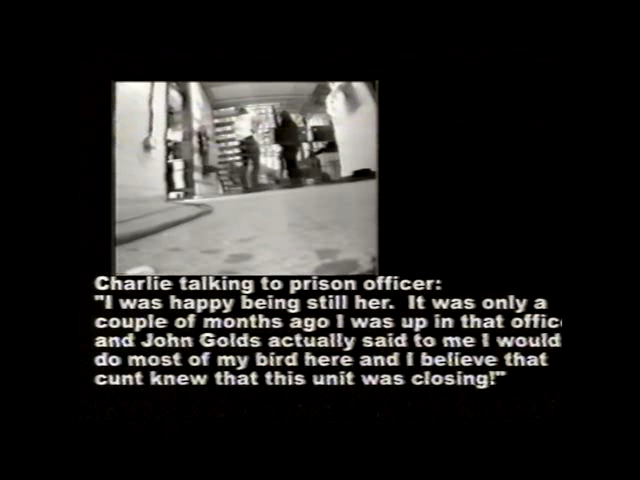 Charlie talking to prison officer:
"I was happy being still her.  It was only a
couple of months ago I was up in that offic
and John Golds actually said to me I would
do most of my bird here and I believe that
cunt knew that this unit was closing!"